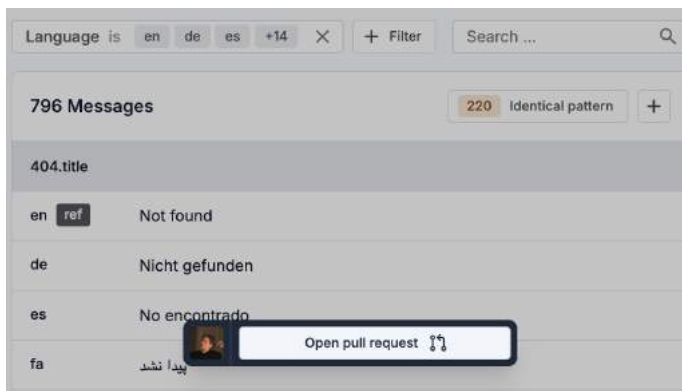 Language is en de es +14 + Filter Search ...
796 Messages 220 Identical pattern +
404.title
en ref Not found
de Nicht gefunden
es No encontrado
Open pull request
fa پیدا نشد